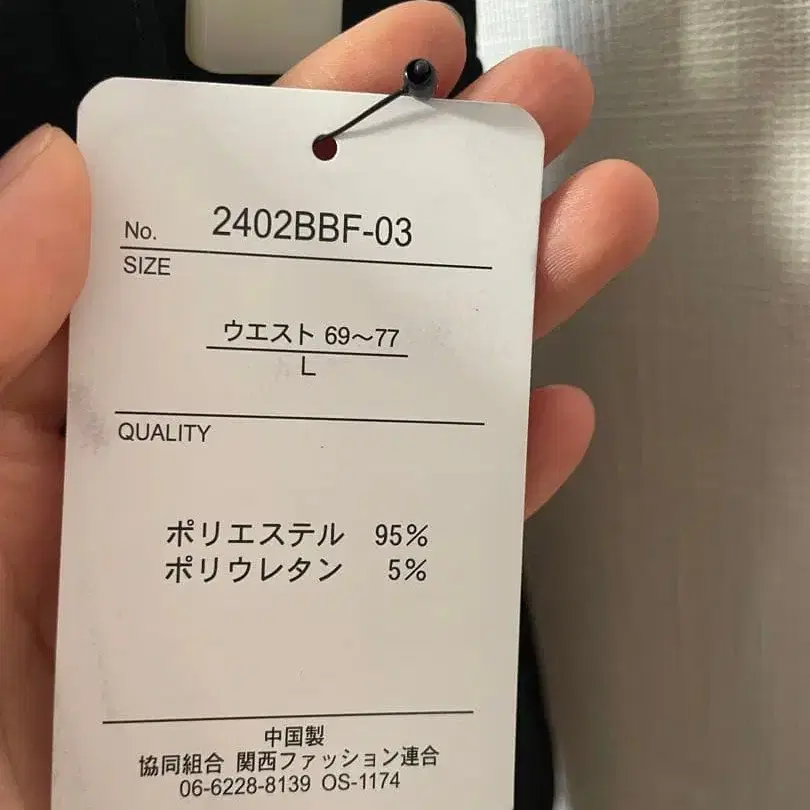 No. 2402BBF-03
SIZE
ウエスト 69〜77
L
QUALITY
ポリエステル 95%
ポリウレタン 5%
中国製
協同組合 関西ファッション連合
06-6228-8139 OS-1174